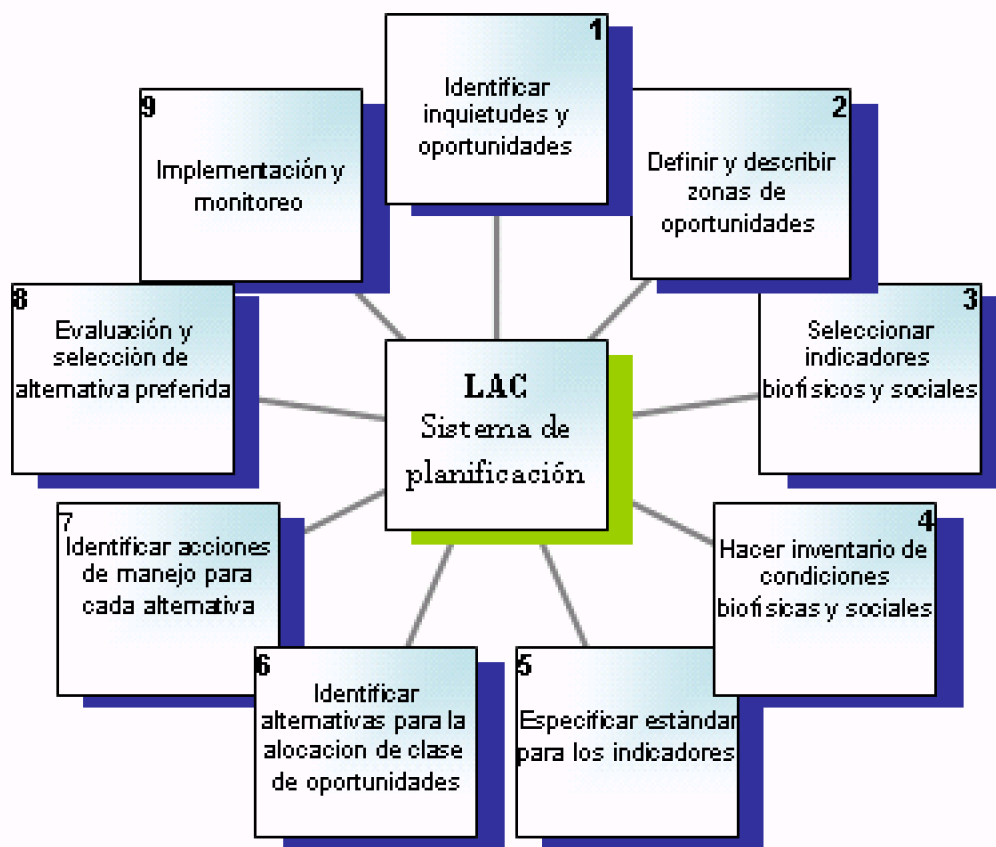 1
Identificar
inquietudes y
oportunidades
2
Definir y describir
zonas de
oportunidades
3
Seleccionar
indicadores
biofísicos y sociales
4
Hacer inventario de
condiciones
biofísicas y sociales
5
Especificar estándar
para los indicadores
6
Identificar
alternativas para la
alocacion de clase
de oportunidades
7
Identificar acciones
de manejo para
cada alternativa
8
Evaluación y
selección de
alternativa preferida
9
Implementación y
monitoreo
LAC
Sistema de
planificación